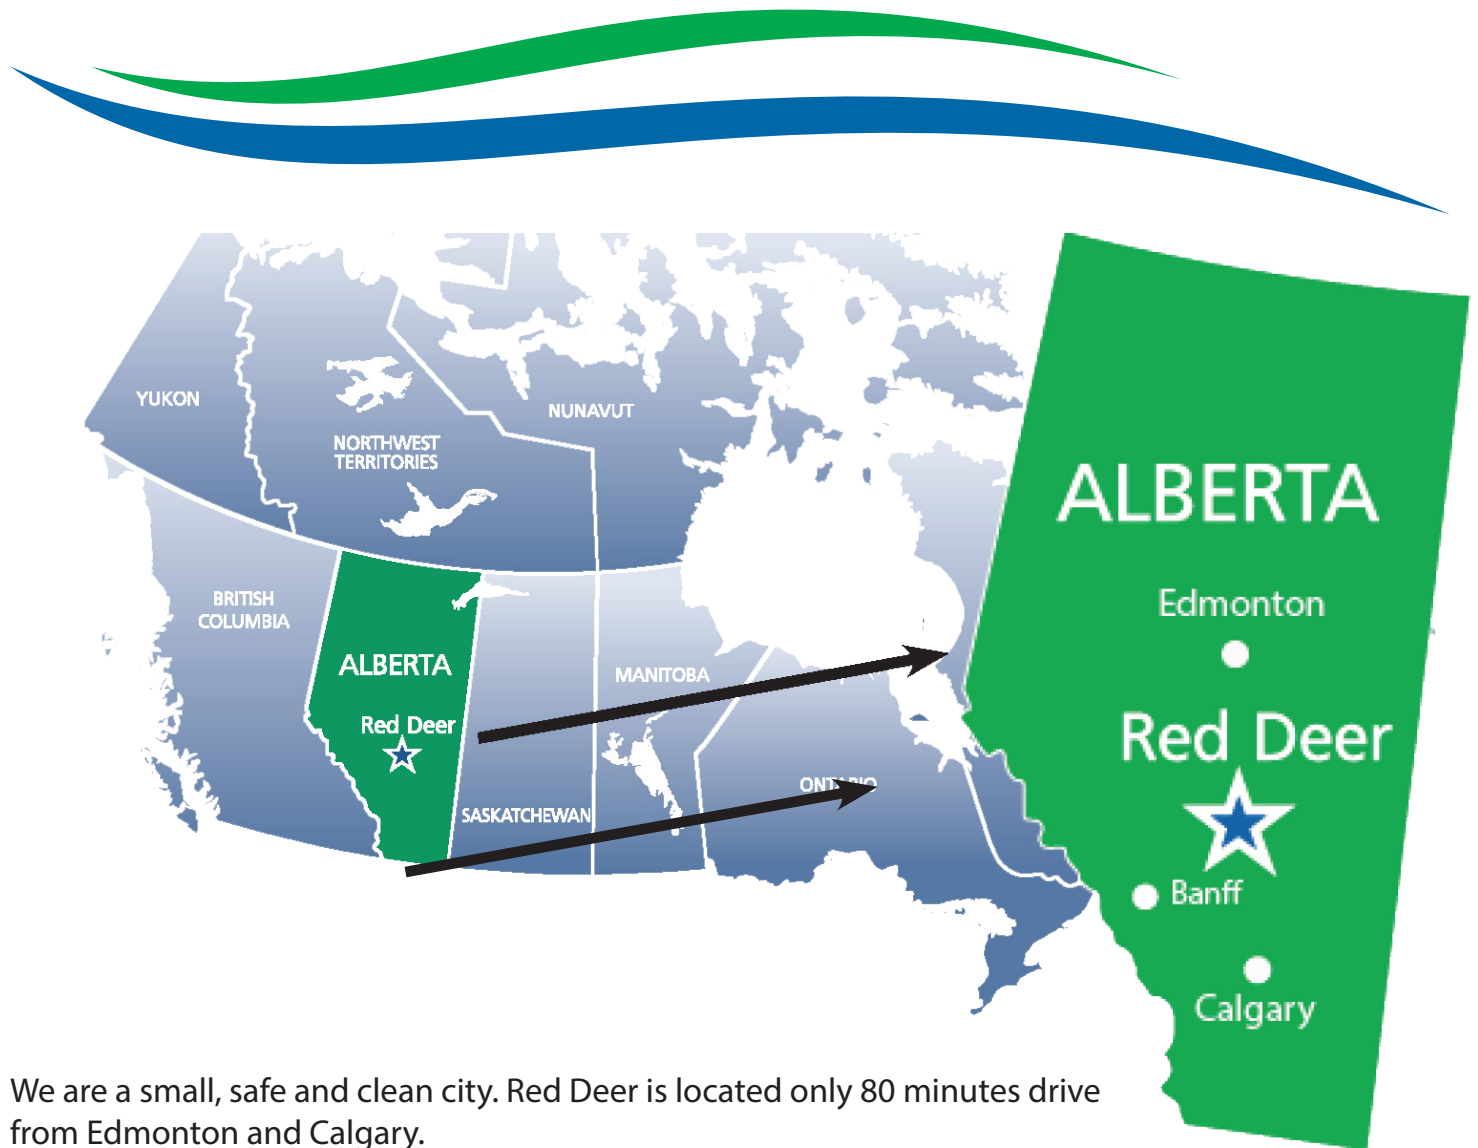 YUKON
NORTHWEST
TERRITORIES
NUNAVUT
BRITISH
COLUMBIA
ALBERTA
Red Deer
SASKATCHEWAN
MANITOBA
ONTARIO
ALBERTA
Edmonton
Red Deer
Banff
Calgary
We are a small, safe and clean city. Red Deer is located only 80 minutes drive
from Edmonton and Calgary.